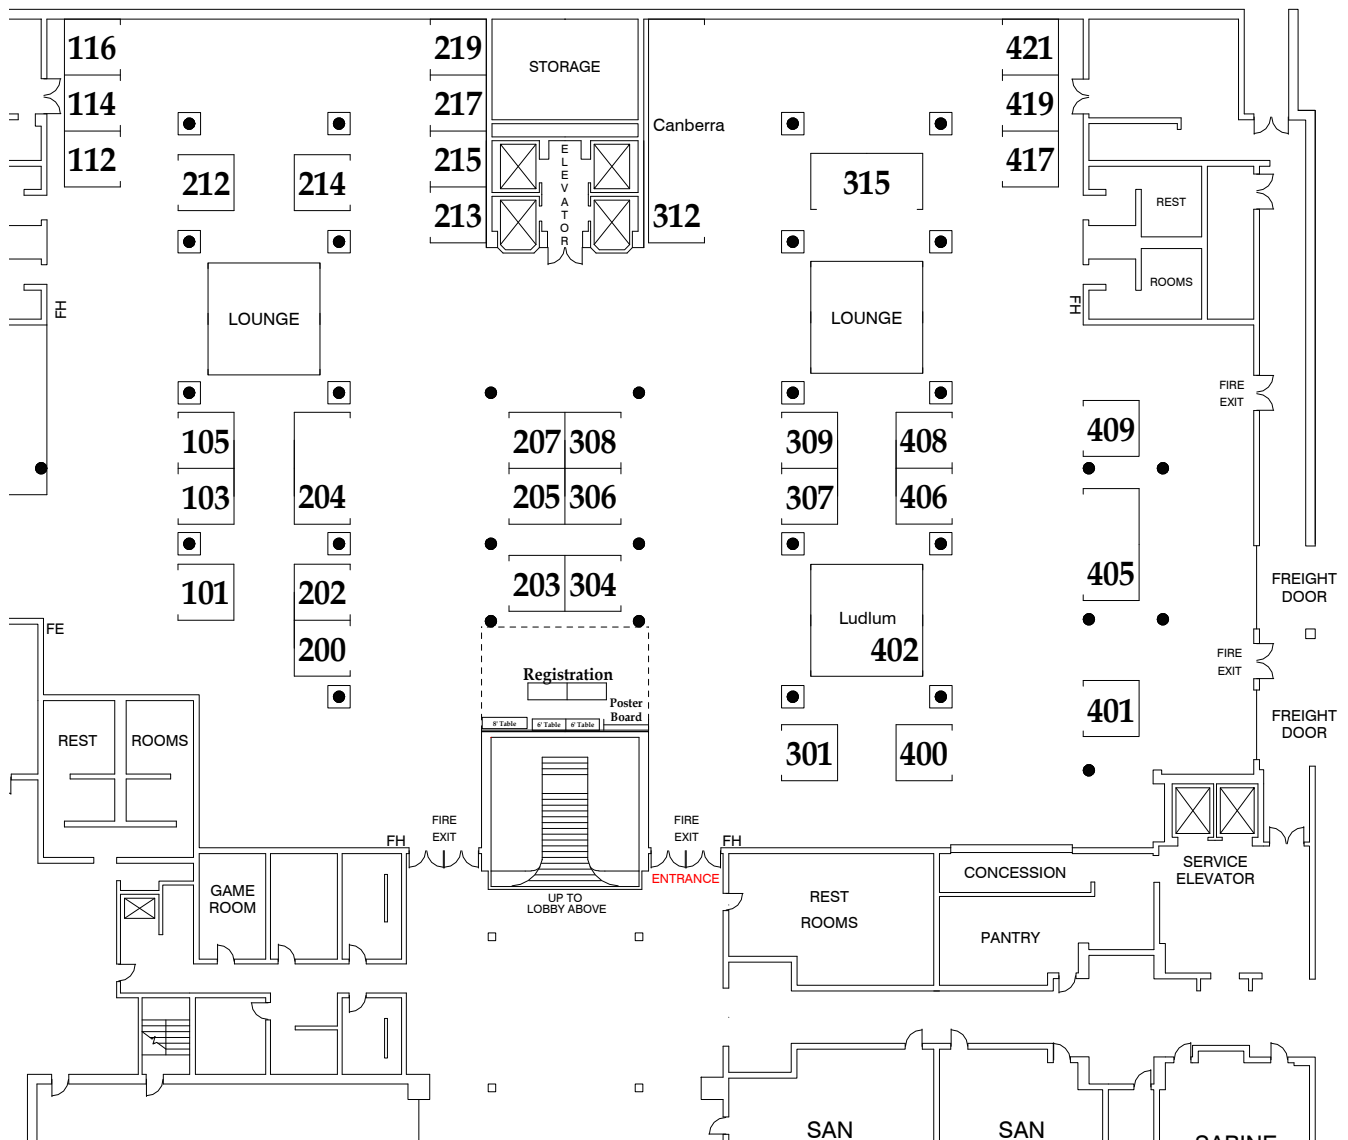 116
219
STORAGE
421
114
217
Canberra
419
112
215
ELEVATOR
417
212
214
213
312
315
REST
ROOMS
FH
LOUNGE
LOUNGE
FH
FIRE
EXIT
105
207
308
309
408
409
103
204
205
306
307
406
101
202
203
304
405
FREIGHT
DOOR
FE
200
Ludlum
402
FIRE
EXIT
Registration
Poster
Board
8' Table
6' Table
6' Table
401
FREIGHT
DOOR
REST
ROOMS
301
400
FH
FIRE
EXIT
FIRE
EXIT
FH
ENTRANCE
GAME
ROOM
UP TO
LOBBY ABOVE
REST
ROOMS
CONCESSION
SERVICE
ELEVATOR
PANTRY
SAN
SAN
SABINE